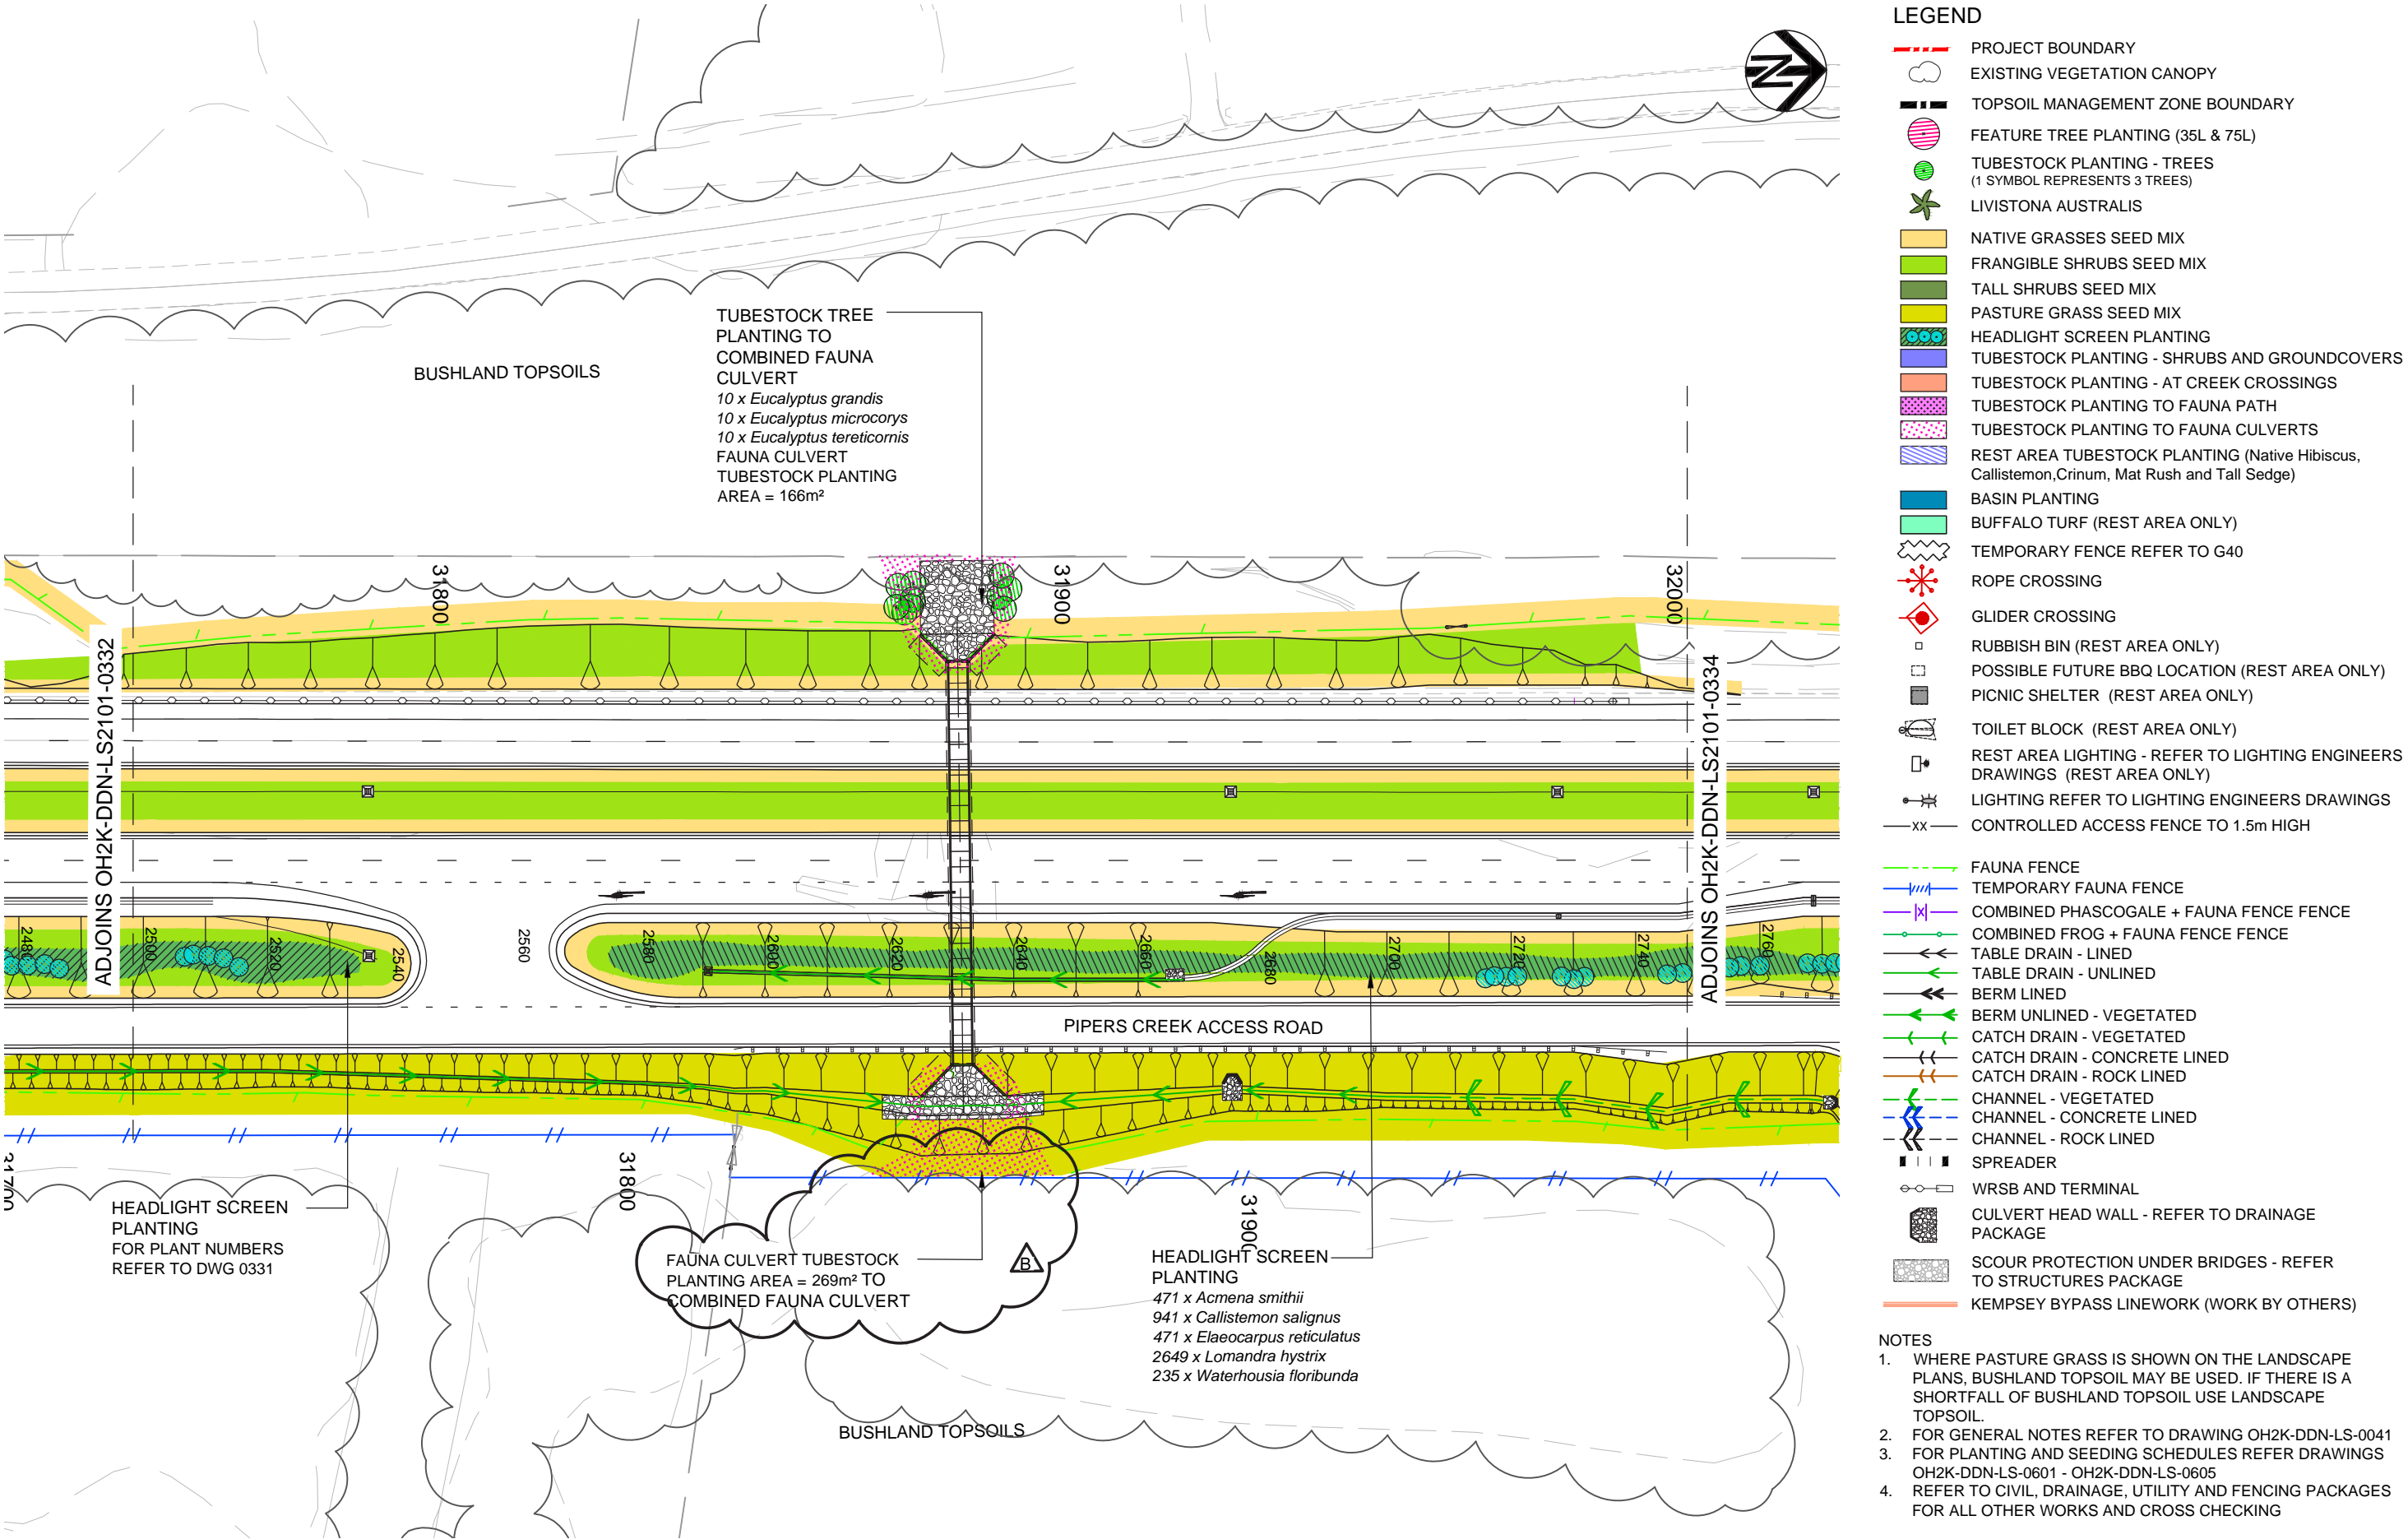 N
TUBESTOCK TREE
PLANTING TO
COMBINED FAUNA
CULVERT
10 x Eucalyptus grandis
10 x Eucalyptus microcorys
10 x Eucalyptus tereticornis
FAUNA CULVERT
TUBESTOCK PLANTING
AREA = 166m²
BUSHLAND TOPSOILS
31800
31900
32000
ADJOINS OH2K-DDN-LS2101-0332
ADJOINS OH2K-DDN-LS2101-0334
2480
2500
2520
2540
2560
2580
2600
2620
2640
2660
2680
2700
2720
2740
2760
PIPERS CREEK ACCESS ROAD
31700
31800
31900
HEADLIGHT SCREEN
PLANTING
FOR PLANT NUMBERS
REFER TO DWG 0331
FAUNA CULVERT TUBESTOCK
PLANTING AREA = 269m² TO
COMBINED FAUNA CULVERT
B
HEADLIGHT SCREEN
PLANTING
471 x Acmena smithii
941 x Callistemon salignus
471 x Elaeocarpus reticulatus
2649 x Lomandra hystrix
235 x Waterhousia floribunda
BUSHLAND TOPSOILS
LEGEND
PROJECT BOUNDARY
EXISTING VEGETATION CANOPY
TOPSOIL MANAGEMENT ZONE BOUNDARY
FEATURE TREE PLANTING (35L & 75L)
TUBESTOCK PLANTING - TREES
(1 SYMBOL REPRESENTS 3 TREES)
LIVISTONA AUSTRALIS
NATIVE GRASSES SEED MIX
FRANGIBLE SHRUBS SEED MIX
TALL SHRUBS SEED MIX
PASTURE GRASS SEED MIX
HEADLIGHT SCREEN PLANTING
TUBESTOCK PLANTING - SHRUBS AND GROUNDCOVERS
TUBESTOCK PLANTING - AT CREEK CROSSINGS
TUBESTOCK PLANTING TO FAUNA PATH
TUBESTOCK PLANTING TO FAUNA CULVERTS
REST AREA TUBESTOCK PLANTING (Native Hibiscus,
Callistemon,Crinum, Mat Rush and Tall Sedge)
BASIN PLANTING
BUFFALO TURF (REST AREA ONLY)
TEMPORARY FENCE REFER TO G40
ROPE CROSSING
GLIDER CROSSING
RUBBISH BIN (REST AREA ONLY)
POSSIBLE FUTURE BBQ LOCATION (REST AREA ONLY)
PICNIC SHELTER (REST AREA ONLY)
TOILET BLOCK (REST AREA ONLY)
REST AREA LIGHTING - REFER TO LIGHTING ENGINEERS
DRAWINGS (REST AREA ONLY)
LIGHTING REFER TO LIGHTING ENGINEERS DRAWINGS
XX CONTROLLED ACCESS FENCE TO 1.5m HIGH
FAUNA FENCE
TEMPORARY FAUNA FENCE
X COMBINED PHASCOGALE + FAUNA FENCE FENCE
COMBINED FROG + FAUNA FENCE FENCE
TABLE DRAIN - LINED
TABLE DRAIN - UNLINED
BERM LINED
BERM UNLINED - VEGETATED
CATCH DRAIN - VEGETATED
CATCH DRAIN - CONCRETE LINED
CATCH DRAIN - ROCK LINED
CHANNEL - VEGETATED
CHANNEL - CONCRETE LINED
CHANNEL - ROCK LINED
SPREADER
WRSB AND TERMINAL
CULVERT HEAD WALL - REFER TO DRAINAGE
PACKAGE
SCOUR PROTECTION UNDER BRIDGES - REFER
TO STRUCTURES PACKAGE
KEMPSEY BYPASS LINEWORK (WORK BY OTHERS)
NOTES
1. WHERE PASTURE GRASS IS SHOWN ON THE LANDSCAPE
PLANS, BUSHLAND TOPSOIL MAY BE USED. IF THERE IS A
SHORTFALL OF BUSHLAND TOPSOIL USE LANDSCAPE
TOPSOIL.
2. FOR GENERAL NOTES REFER TO DRAWING OH2K-DDN-LS-0041
3. FOR PLANTING AND SEEDING SCHEDULES REFER DRAWINGS
OH2K-DDN-LS-0601 - OH2K-DDN-LS-0605
4. REFER TO CIVIL, DRAINAGE, UTILITY AND FENCING PACKAGES
FOR ALL OTHER WORKS AND CROSS CHECKING